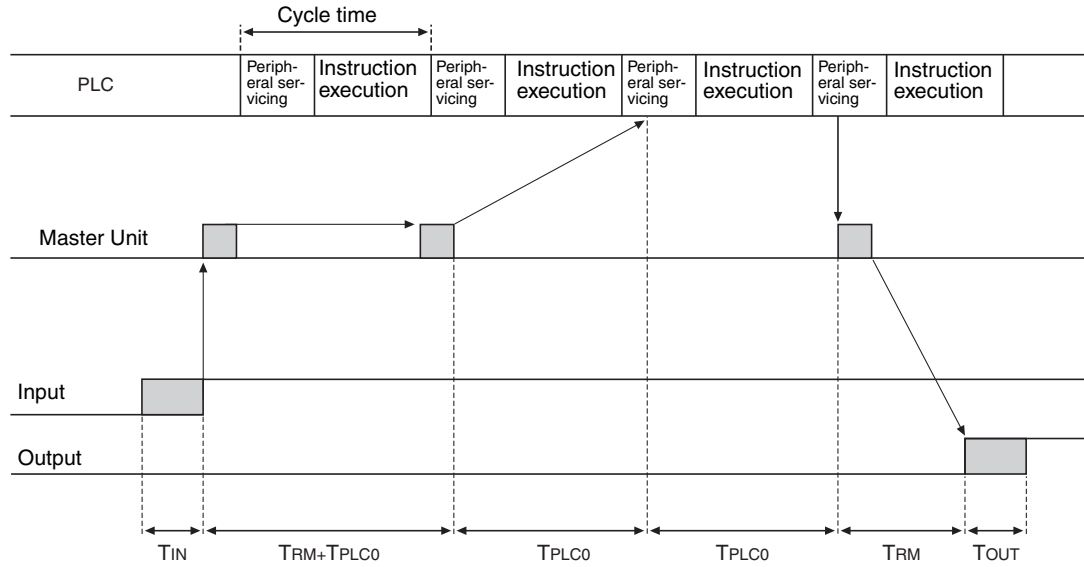 Cycle time
PLC
Periph-
eral ser-
vicing
Instruction
execution
Periph-
eral ser-
vicing
Instruction
execution
Periph-
eral ser-
vicing
Instruction
execution
Periph-
eral ser-
vicing
Instruction
execution
Master Unit
Input
Output
TIN
TRM+TPLC0
TPLC0
TPLC0
TRM
TOUT